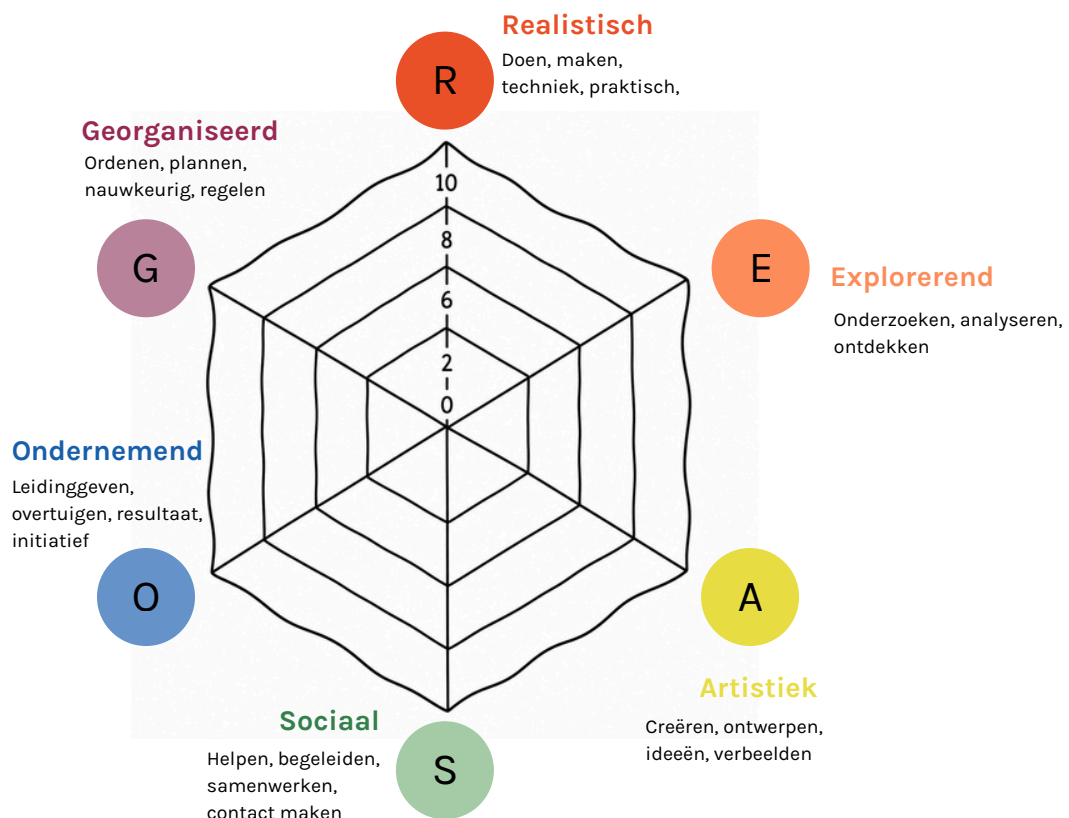 Realistisch
Doen, maken,
techniek, praktisch,
R
Georganiseerd
Ordenen, plannen,
nauwkeurig, regelen
G
10
8
6
2
0
E
Explorerend
Onderzoeken, analyseren,
ontdekken
Ondernemend
Leidinggeven,
overtuigen, resultaat,
initiatief
O
A
Artistiek
Creëren, ontwerpen,
ideeën, verbeelden
Sociaal
Helpen, begeleiden,
samenwerken,
contact maken
S